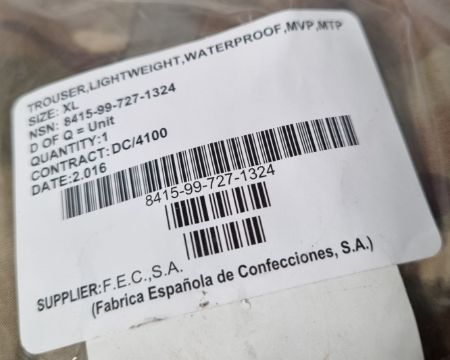 TROUSER,LIGHTWEIGHT,WATERPROOF,MVP,MTP
SIZE: XL
NSN: 8415-99-727-1324
D OF Q = Unit
QUANTITY:1
CONTRACT: DC/4100
DATE:2.016
8415-99-727-1324
SUPPLIER:F.E.C.,S.A.
(Fabrica Española de Confecciones, S.A.)